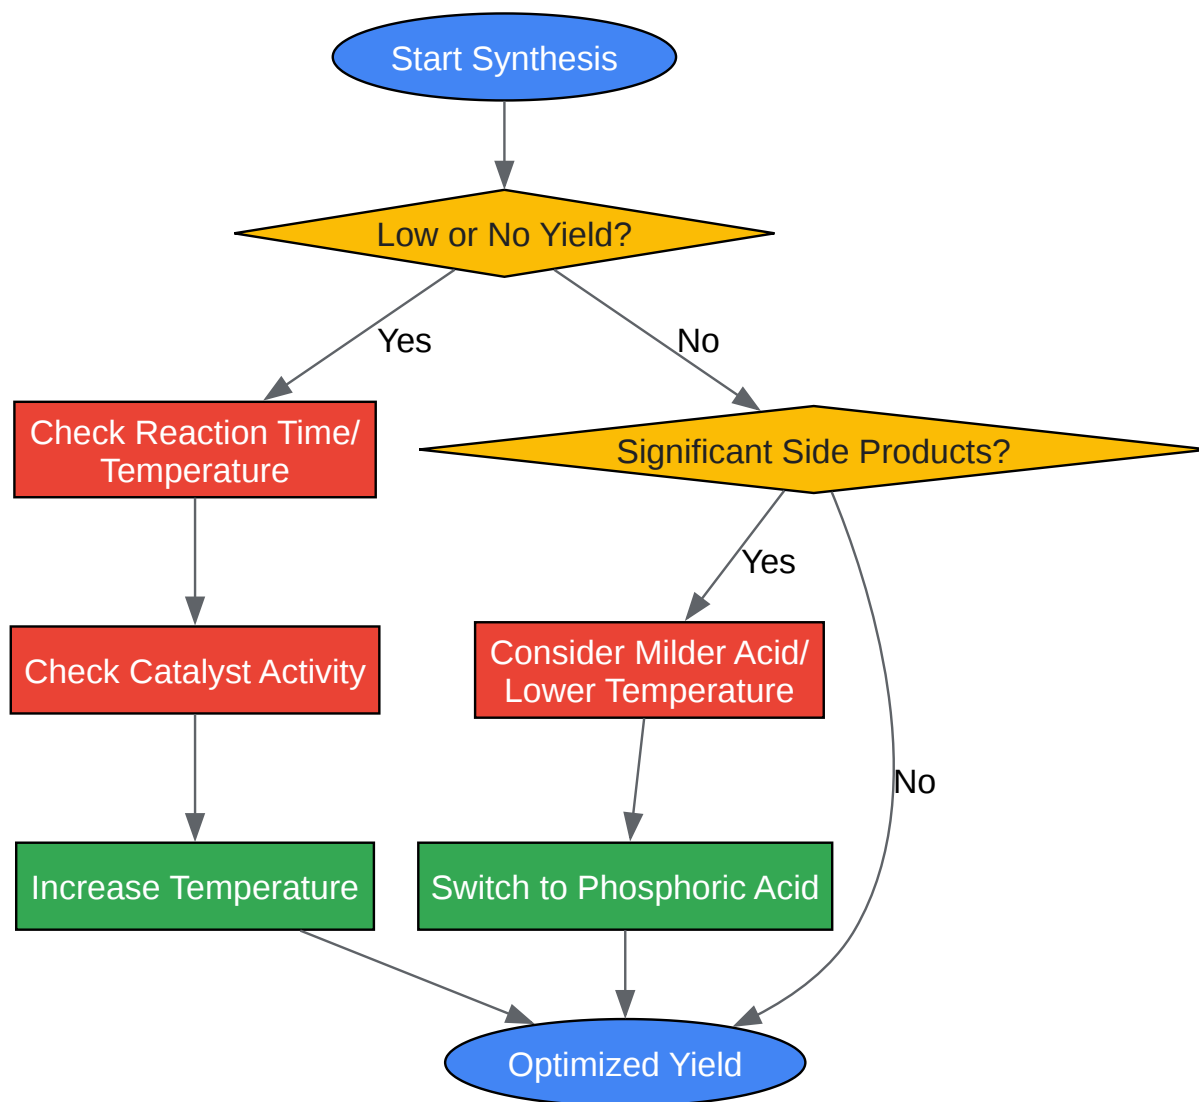 Start Synthesis
Low or No Yield?
Yes
No
Check Reaction Time/
Temperature
Significant Side Products?
Yes
Consider Milder Acid/
Lower Temperature
Check Catalyst Activity
No
Increase Temperature
Switch to Phosphoric Acid
Optimized Yield